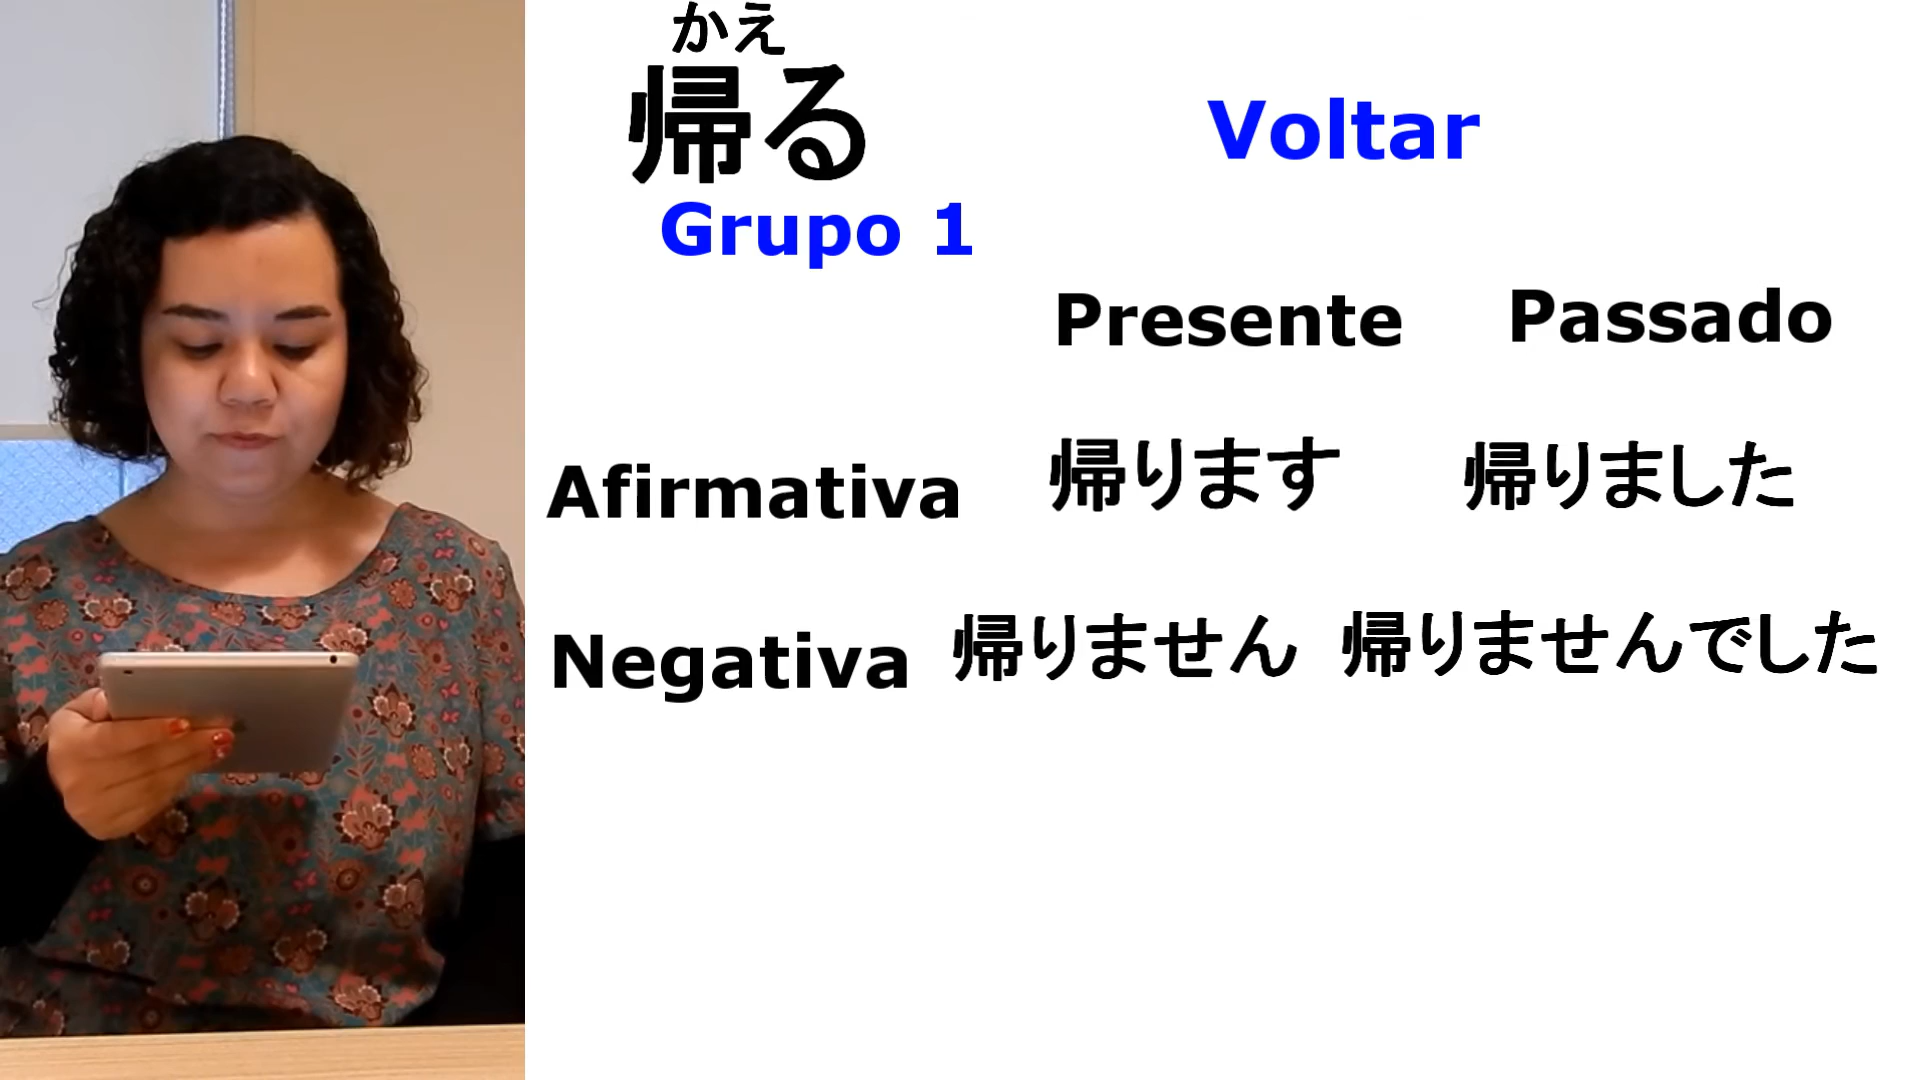 かえ
帰る
Voltar
Grupo 1
Presente Passado
Afirmativa 帰ります 帰りました
Negativa 帰りません 帰りませんでした